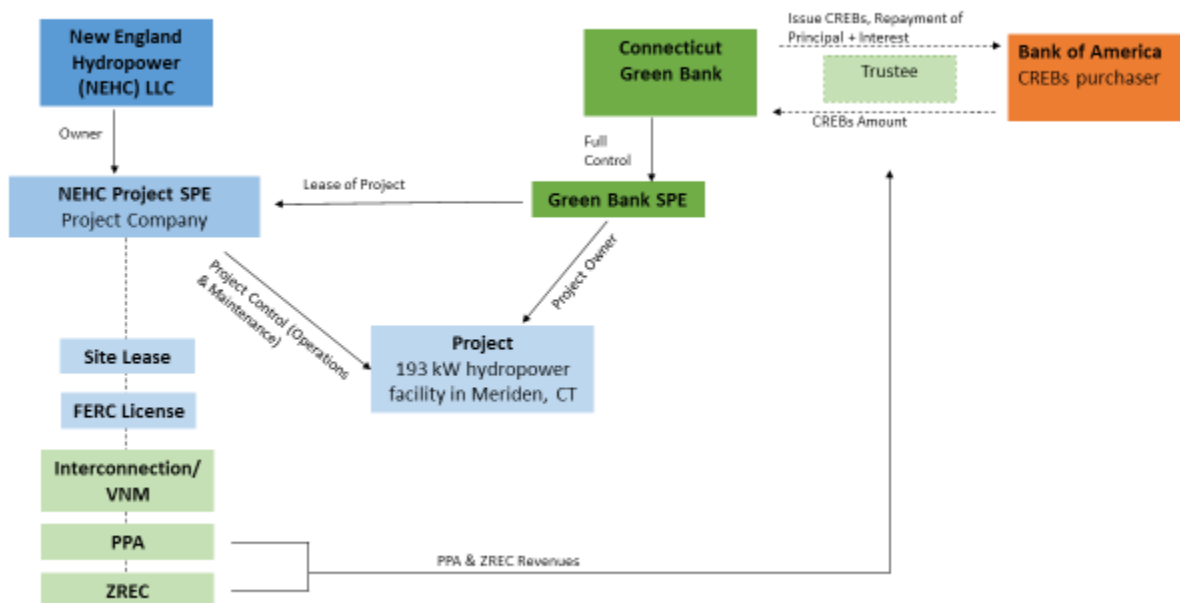 New England
Hydropower
(NEHC) LLC
Connecticut
Green Bank
Issue CREBs, Repayment of
Principal + Interest
Trustee
CREBs Amount
Bank of America
CREBs purchaser
Owner
Full
Control
NEHC Project SPE
Project Company
Lease of Project
Green Bank SPE
Project Control (Operations
& Maintenance)
Project Owner
Project
193 kW hydropower
facility in Meriden, CT
Site Lease
FERC License
Interconnection/
VNM
PPA
ZREC
PPA & ZREC Revenues